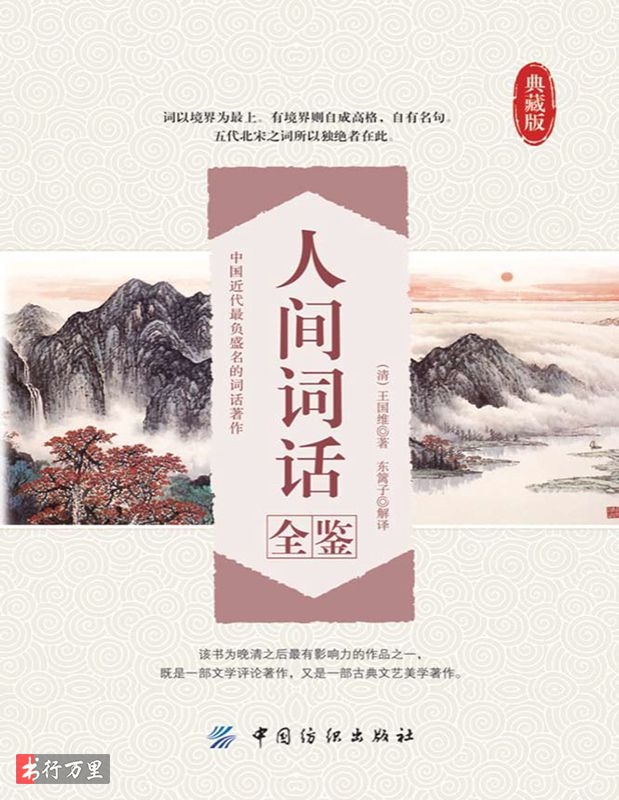 典藏版
词以境界为最上。有境界则自成高格，自有名句。
五代北宋之词所以独绝者在此。
中国近代最负盛名的词话著作
人间词话
全鉴
（清）王国维◎著 东篱子◎解译
该书为晚清之后最有影响力的作品之一，
既是一部文学评论著作，又是一部古典文艺美学著作。
中国纺织出版社
书行万里